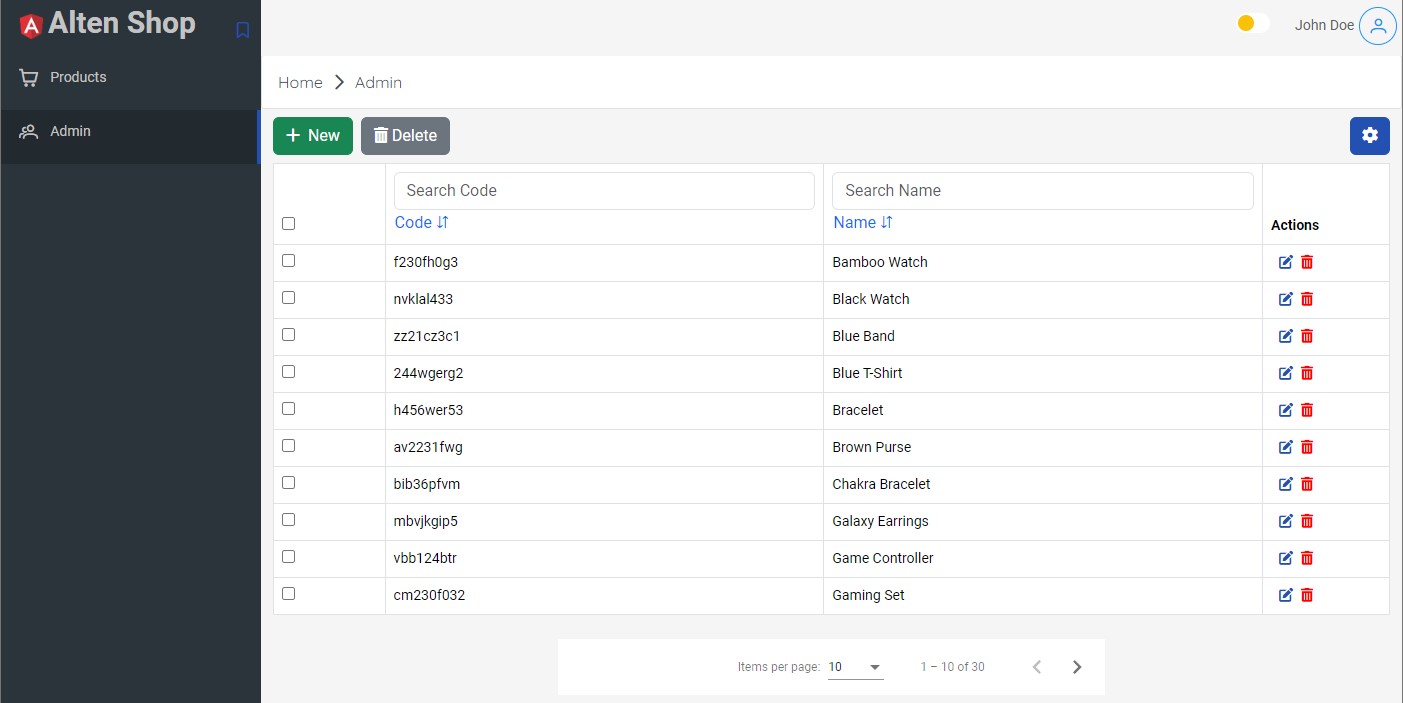 Alten Shop
John Doe
Products
Home Admin
Admin
New Delete
Search Code Search Name
Code Name Actions
f230fh0g3 Bamboo Watch
nvklal433 Black Watch
zz21cz3c1 Blue Band
244wgerg2 Blue T-Shirt
h456wer53 Bracelet
av2231fwg Brown Purse
bib36pfvm Chakra Bracelet
mbvjkgip5 Galaxy Earrings
vbb124btr Game Controller
cm230f032 Gaming Set
Items per page: 10 1 – 10 of 30